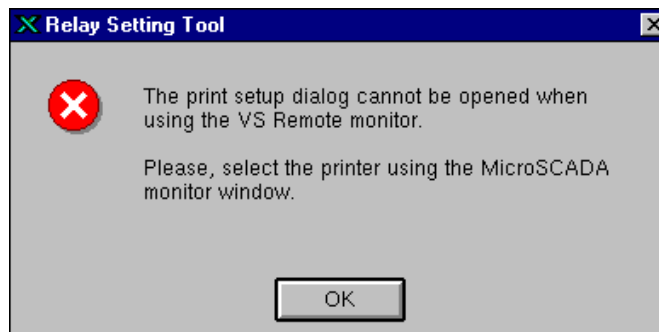 Relay Setting Tool
The print setup dialog cannot be opened when
using the VS Remote monitor.
Please, select the printer using the MicroSCADA
monitor window.
OK